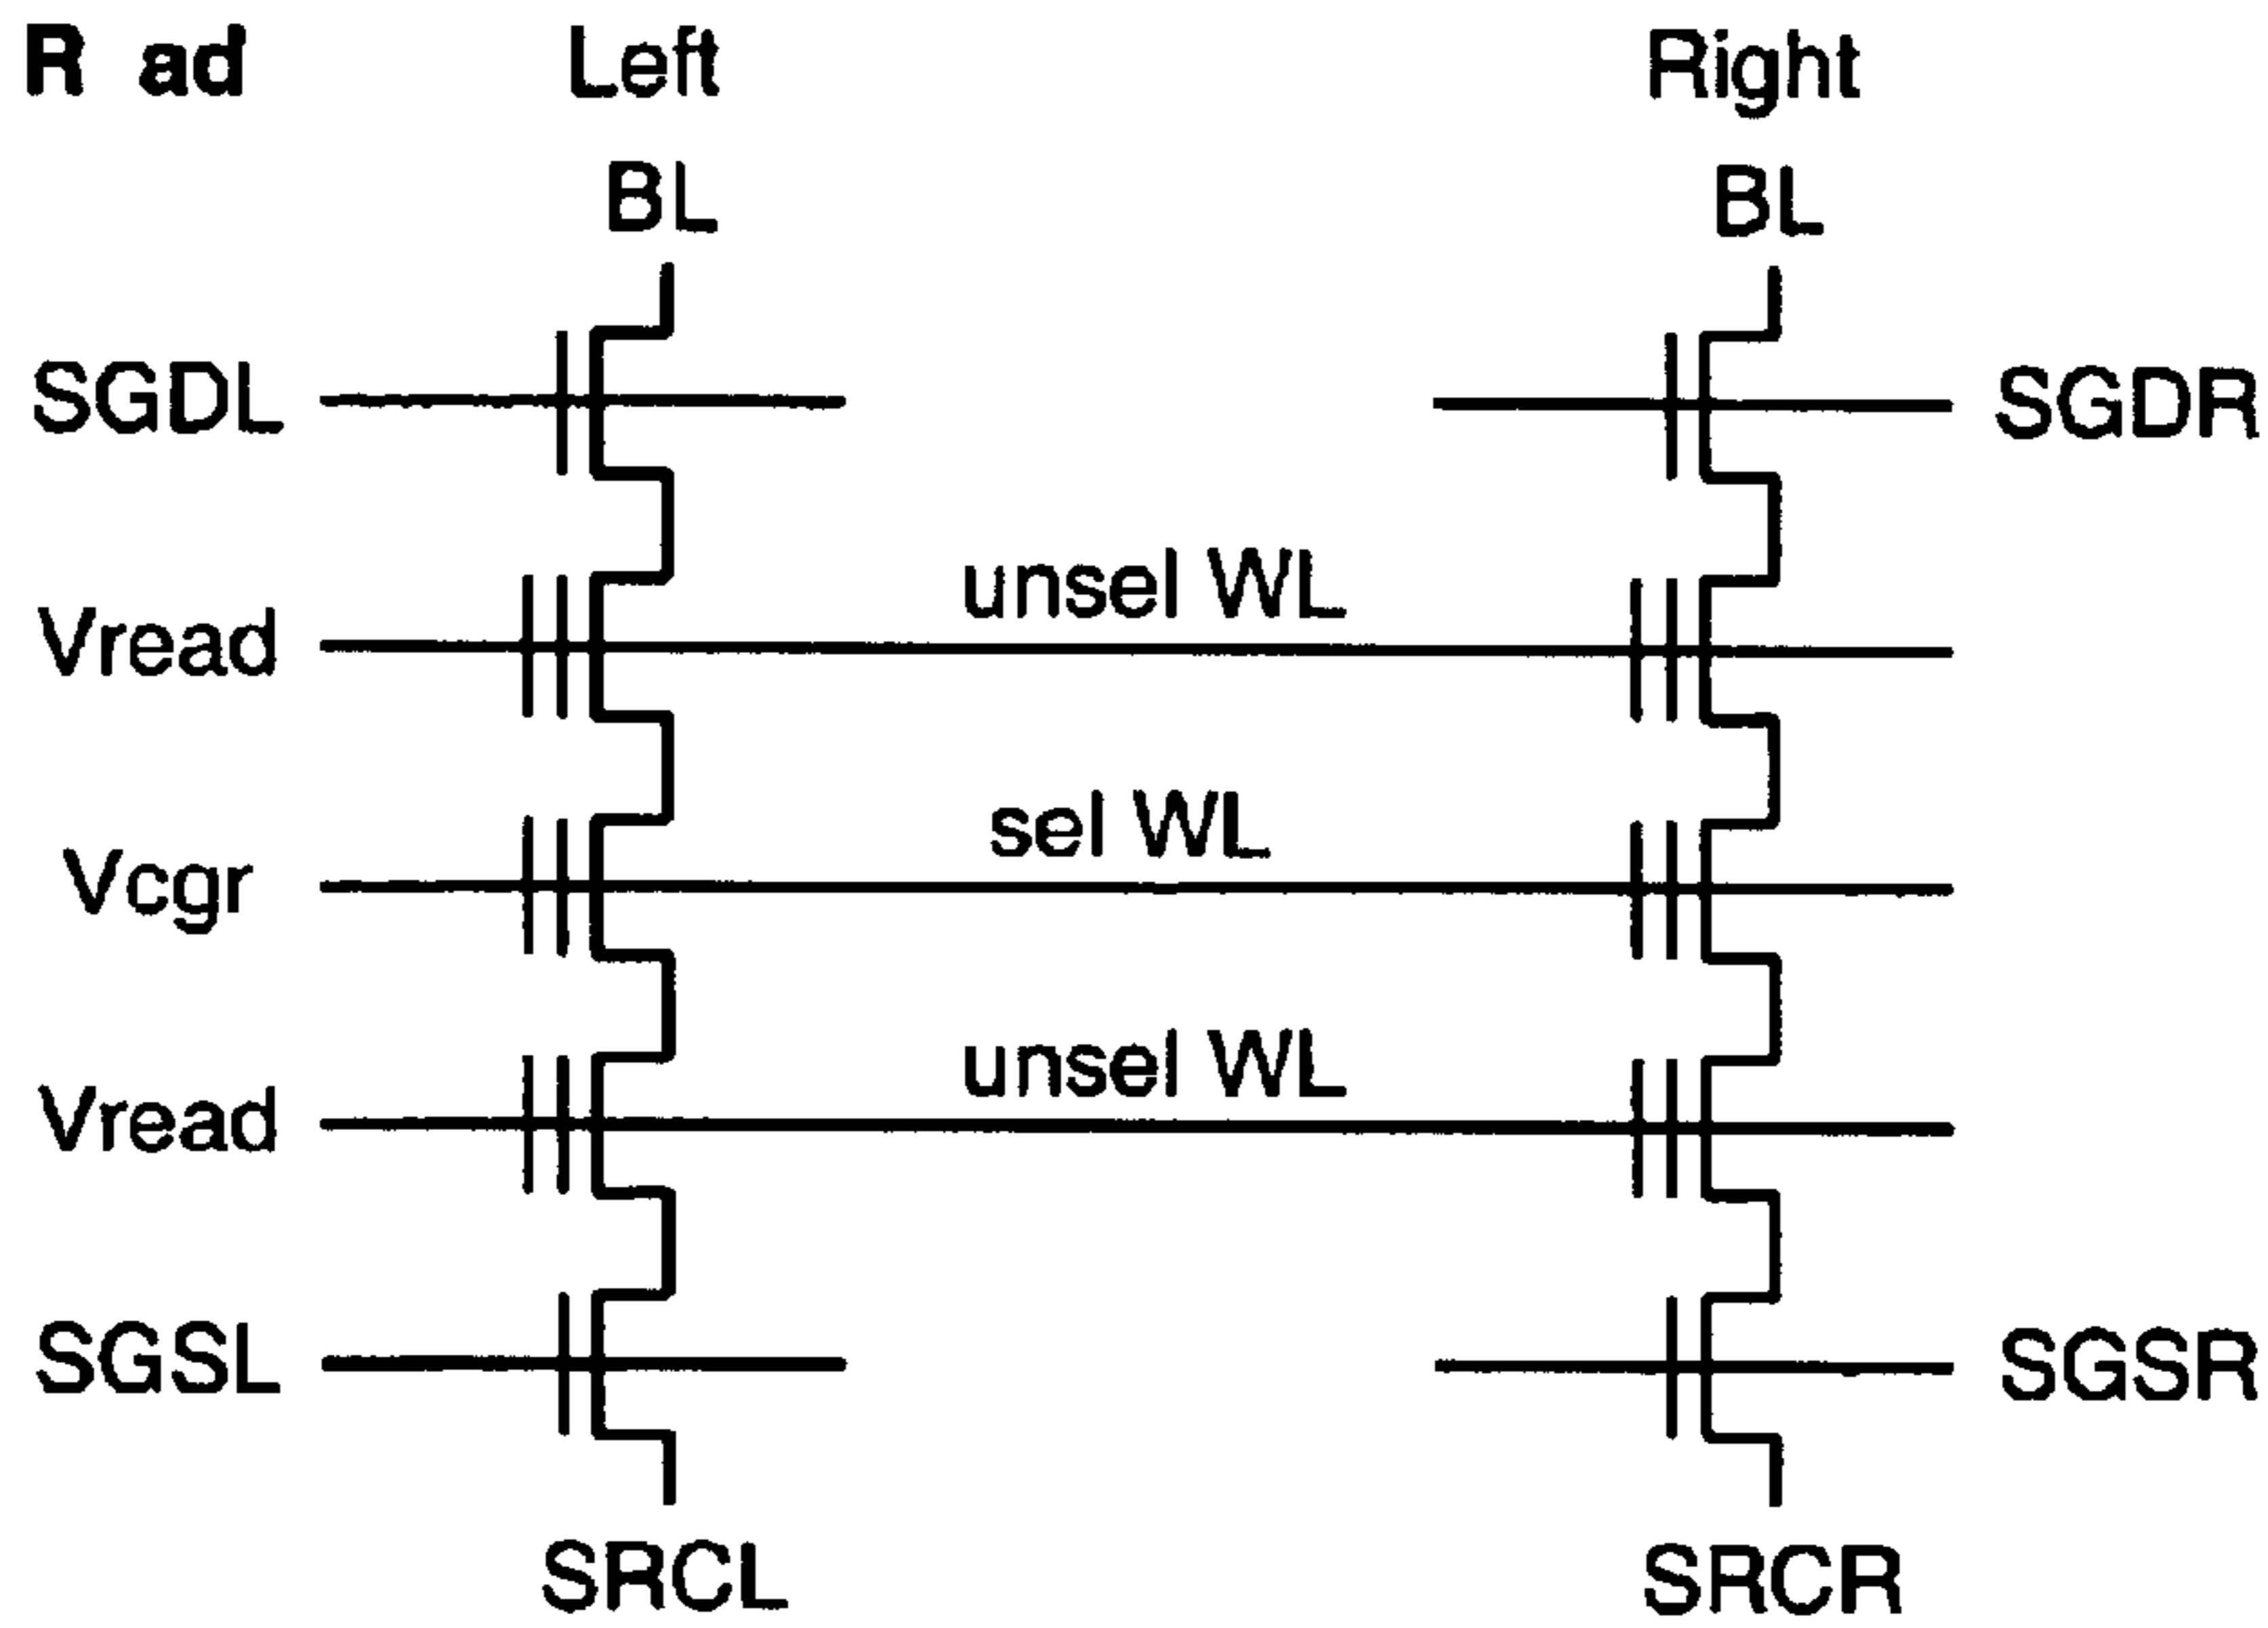 R ad Left Right
BL BL
SGDL SGDR
unsel WL
Vread
sel WL
Vcgr
unsel WL
Vread
SGSL SGSR
SRCL SRCR